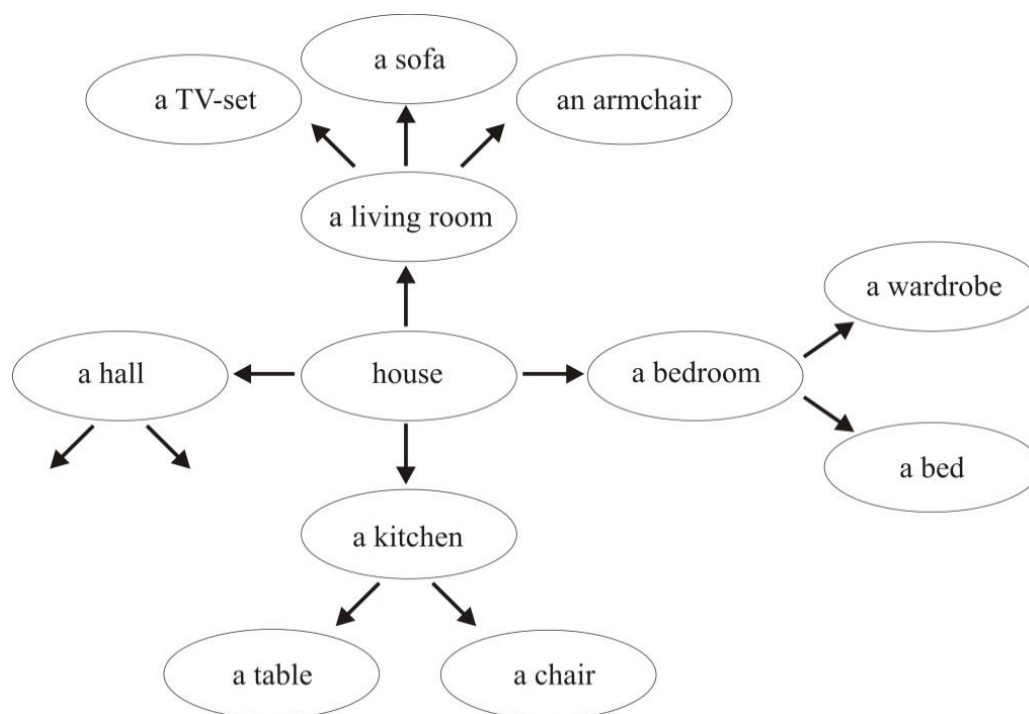 a sofa
a TV-set
an armchair
a living room
a wardrobe
a hall
house
a bedroom
a bed
a kitchen
a table
a chair